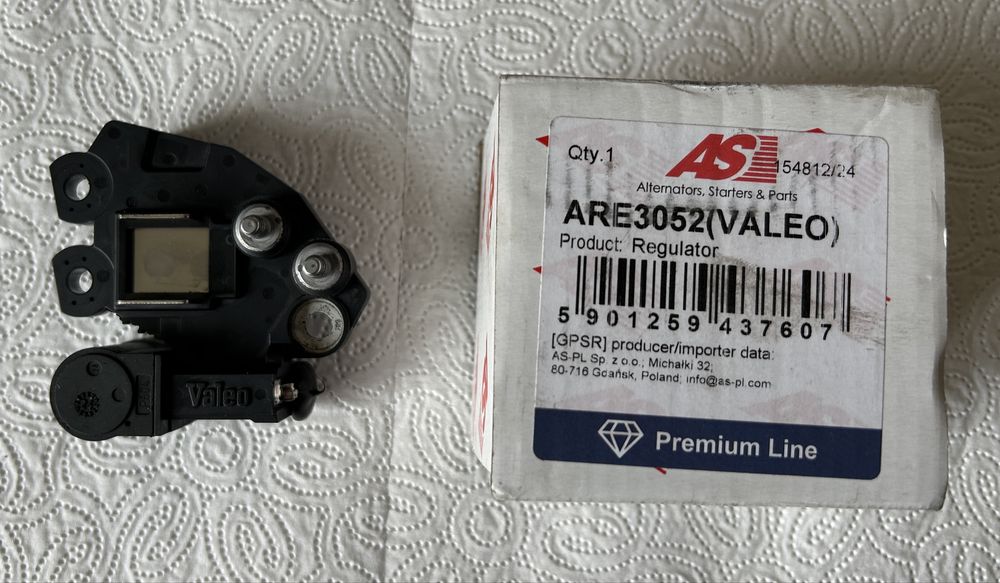 Valeo
Qty.1
AS
154812/24
Alternators, Starters & Parts
ARE3052(VALEO)
Product: Regulator
5 901259 437607
[GPSR] producer/importer data:
AS-PL Sp. z o.o.; Michałki 32;
80-716 Gdańsk, Poland; info@as-pl.com
Premium Line